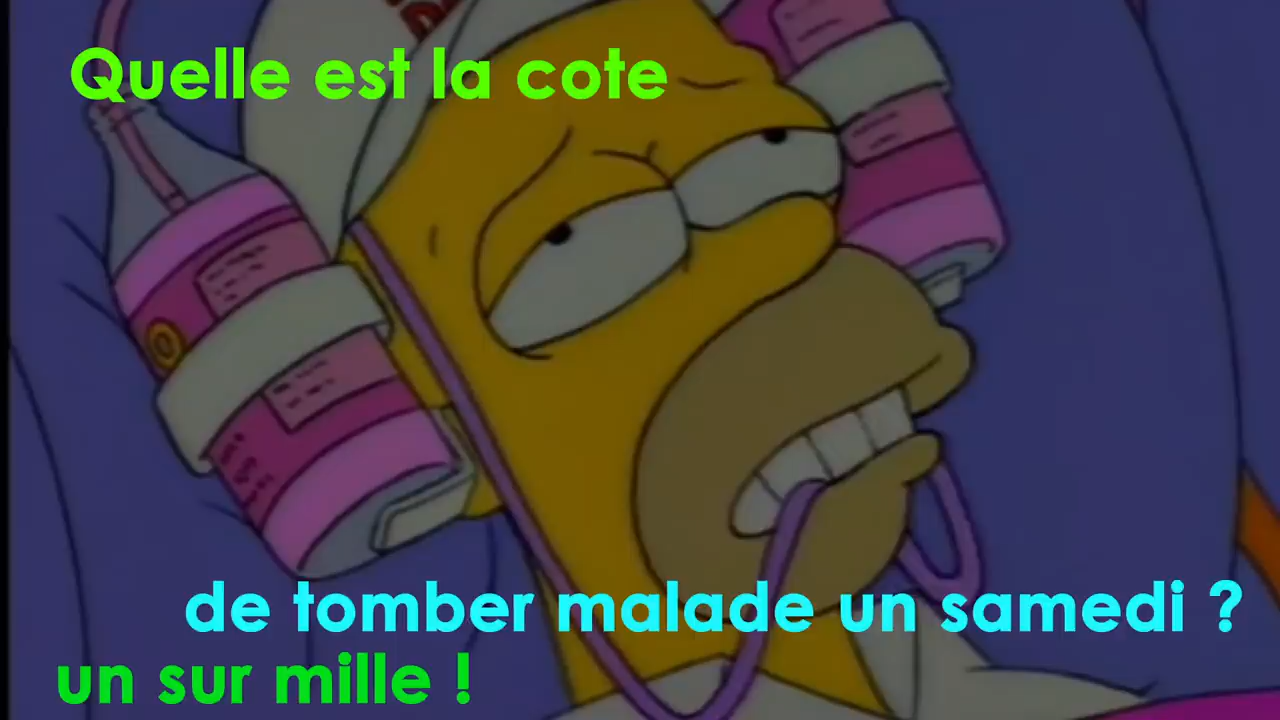 Quelle est la cote
de tomber malade un samedi ?
un sur mille !